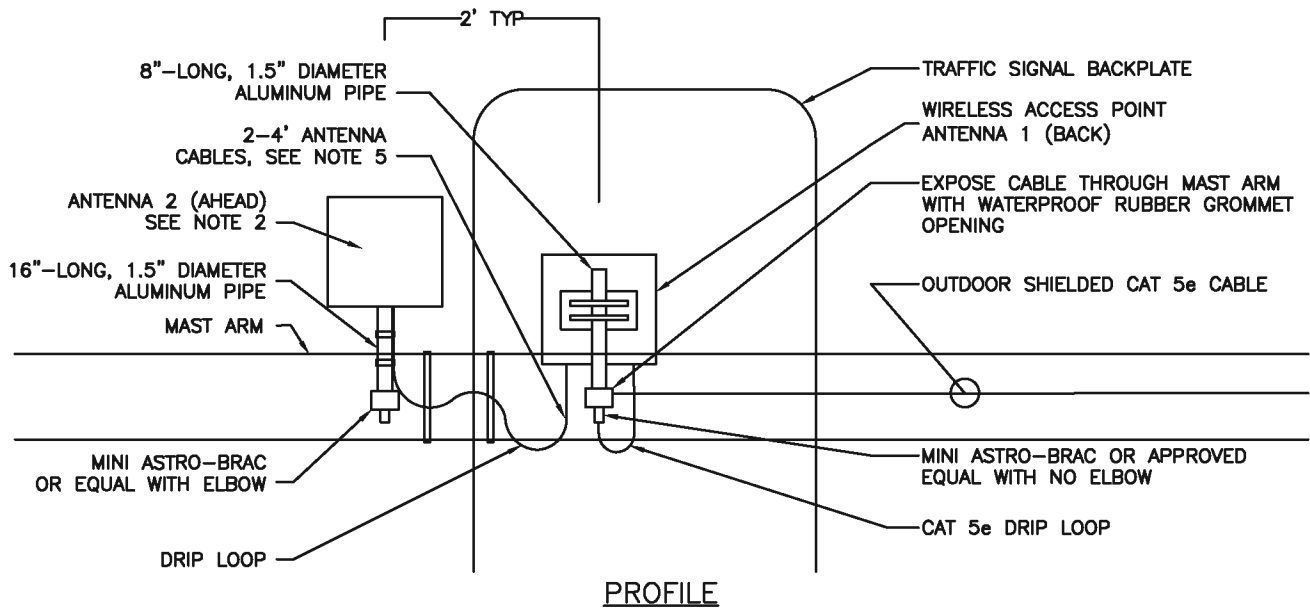 2' TYP
8"-LONG, 1.5" DIAMETER
ALUMINUM PIPE
2-4' ANTENNA
CABLES, SEE NOTE 5
ANTENNA 2 (AHEAD)
SEE NOTE 2
16"-LONG, 1.5" DIAMETER
ALUMINUM PIPE
MAST ARM
MINI ASTRO-BRAC
OR EQUAL WITH ELBOW
DRIP LOOP
TRAFFIC SIGNAL BACKPLATE
WIRELESS ACCESS POINT
ANTENNA 1 (BACK)
EXPOSE CABLE THROUGH MAST ARM
WITH WATERPROOF RUBBER GROMMET
OPENING
OUTDOOR SHIELDED CAT 5e CABLE
MINI ASTRO-BRAC OR APPROVED
EQUAL WITH NO ELBOW
CAT 5e DRIP LOOP
PROFILE